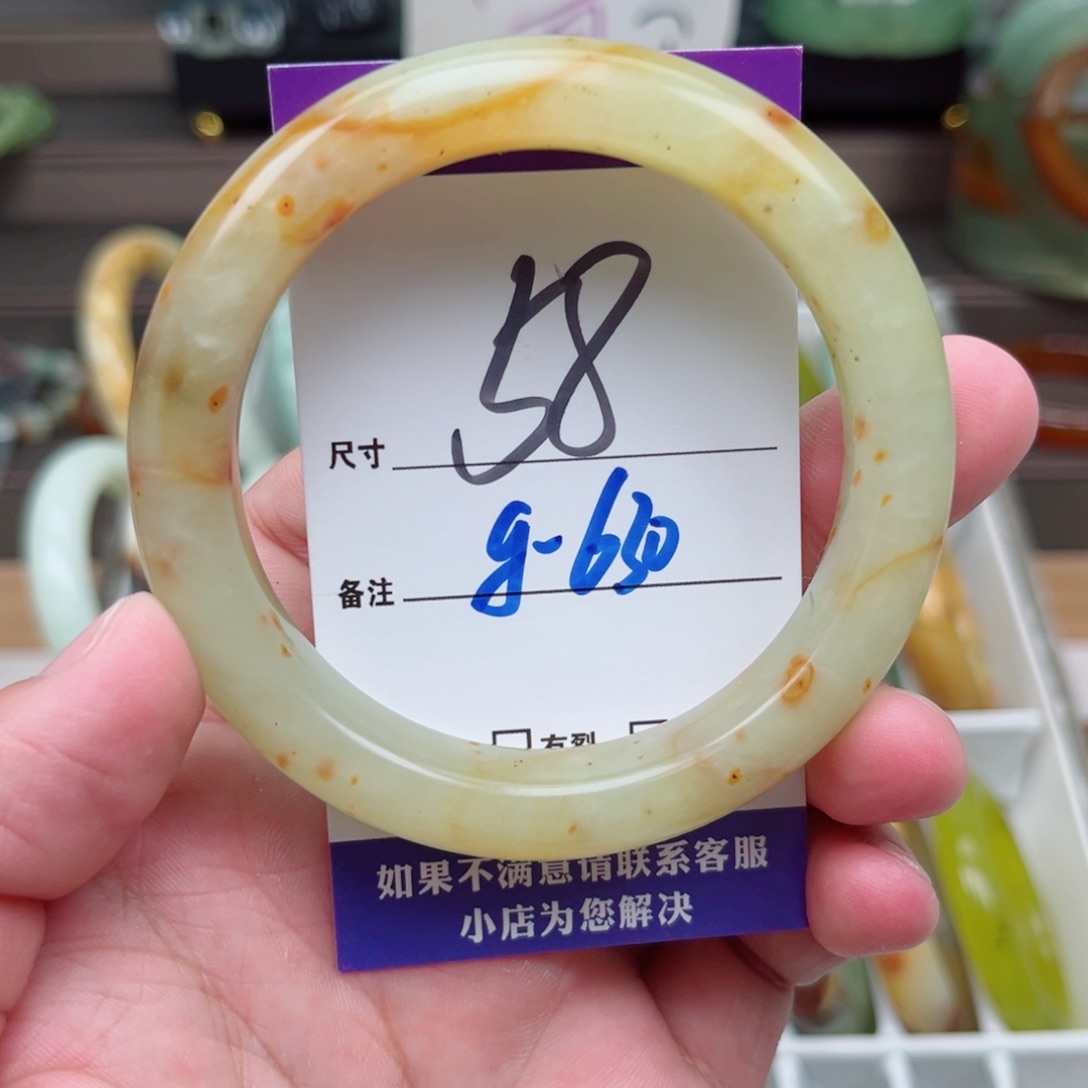 尺寸 58
备注 g-650
有裂
如果不满意请联系客服
小店为您解决